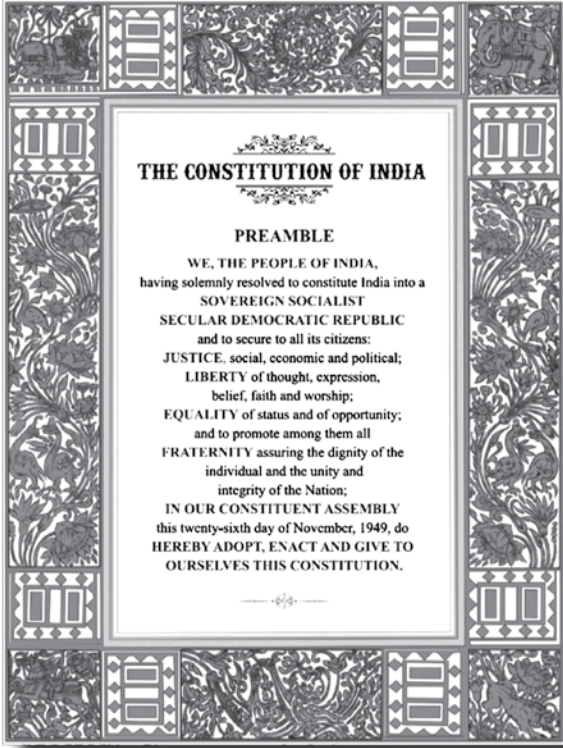 THE CONSTITUTION OF INDIA
PREAMBLE
WE, THE PEOPLE OF INDIA,
having solemnly resolved to constitute India into a
SOVEREIGN SOCIALIST
SECULAR DEMOCRATIC REPUBLIC
and to secure to all its citizens:
JUSTICE, social, economic and political;
LIBERTY of thought, expression,
belief, faith and worship;
EQUALITY of status and of opportunity;
and to promote among them all
FRATERNITY assuring the dignity of the
individual and the unity and
integrity of the Nation;
IN OUR CONSTITUENT ASSEMBLY
this twenty-sixth day of November, 1949, do
HEREBY ADOPT, ENACT AND GIVE TO
OURSELVES THIS CONSTITUTION.